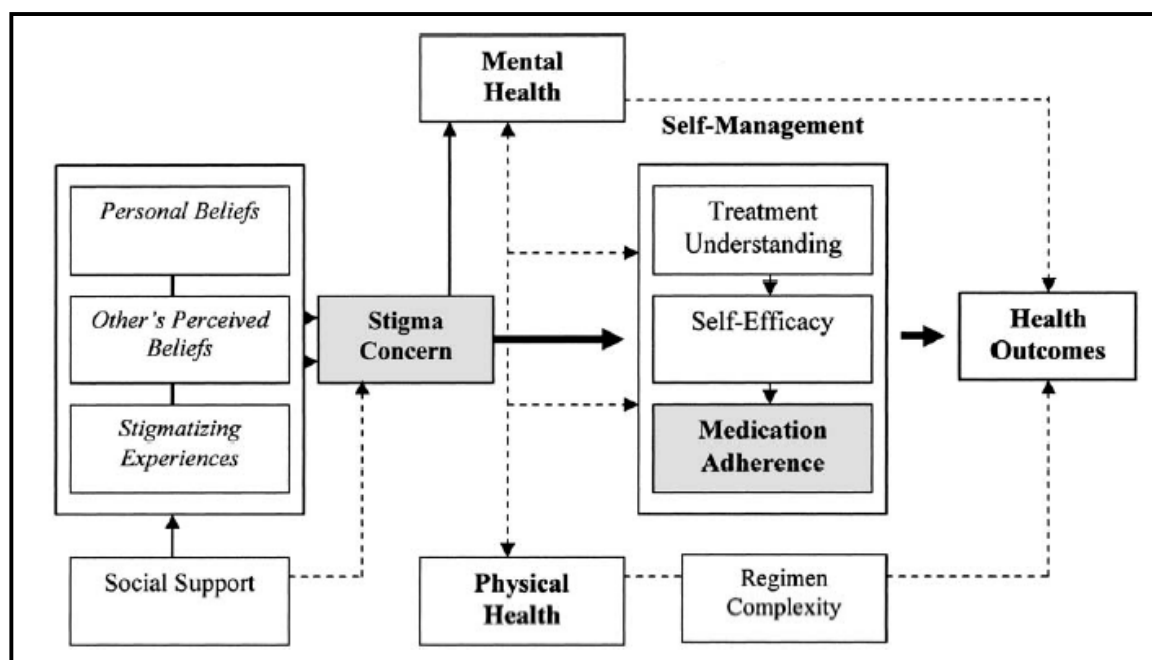 Mental
Health
Self-Management
Personal Beliefs
Other's Perceived
Beliefs
Stigmatizing
Experiences
Stigma
Concern
Treatment
Understanding
Self-Efficacy
Medication
Adherence
Health
Outcomes
Social Support
Physical
Health
Regimen
Complexity